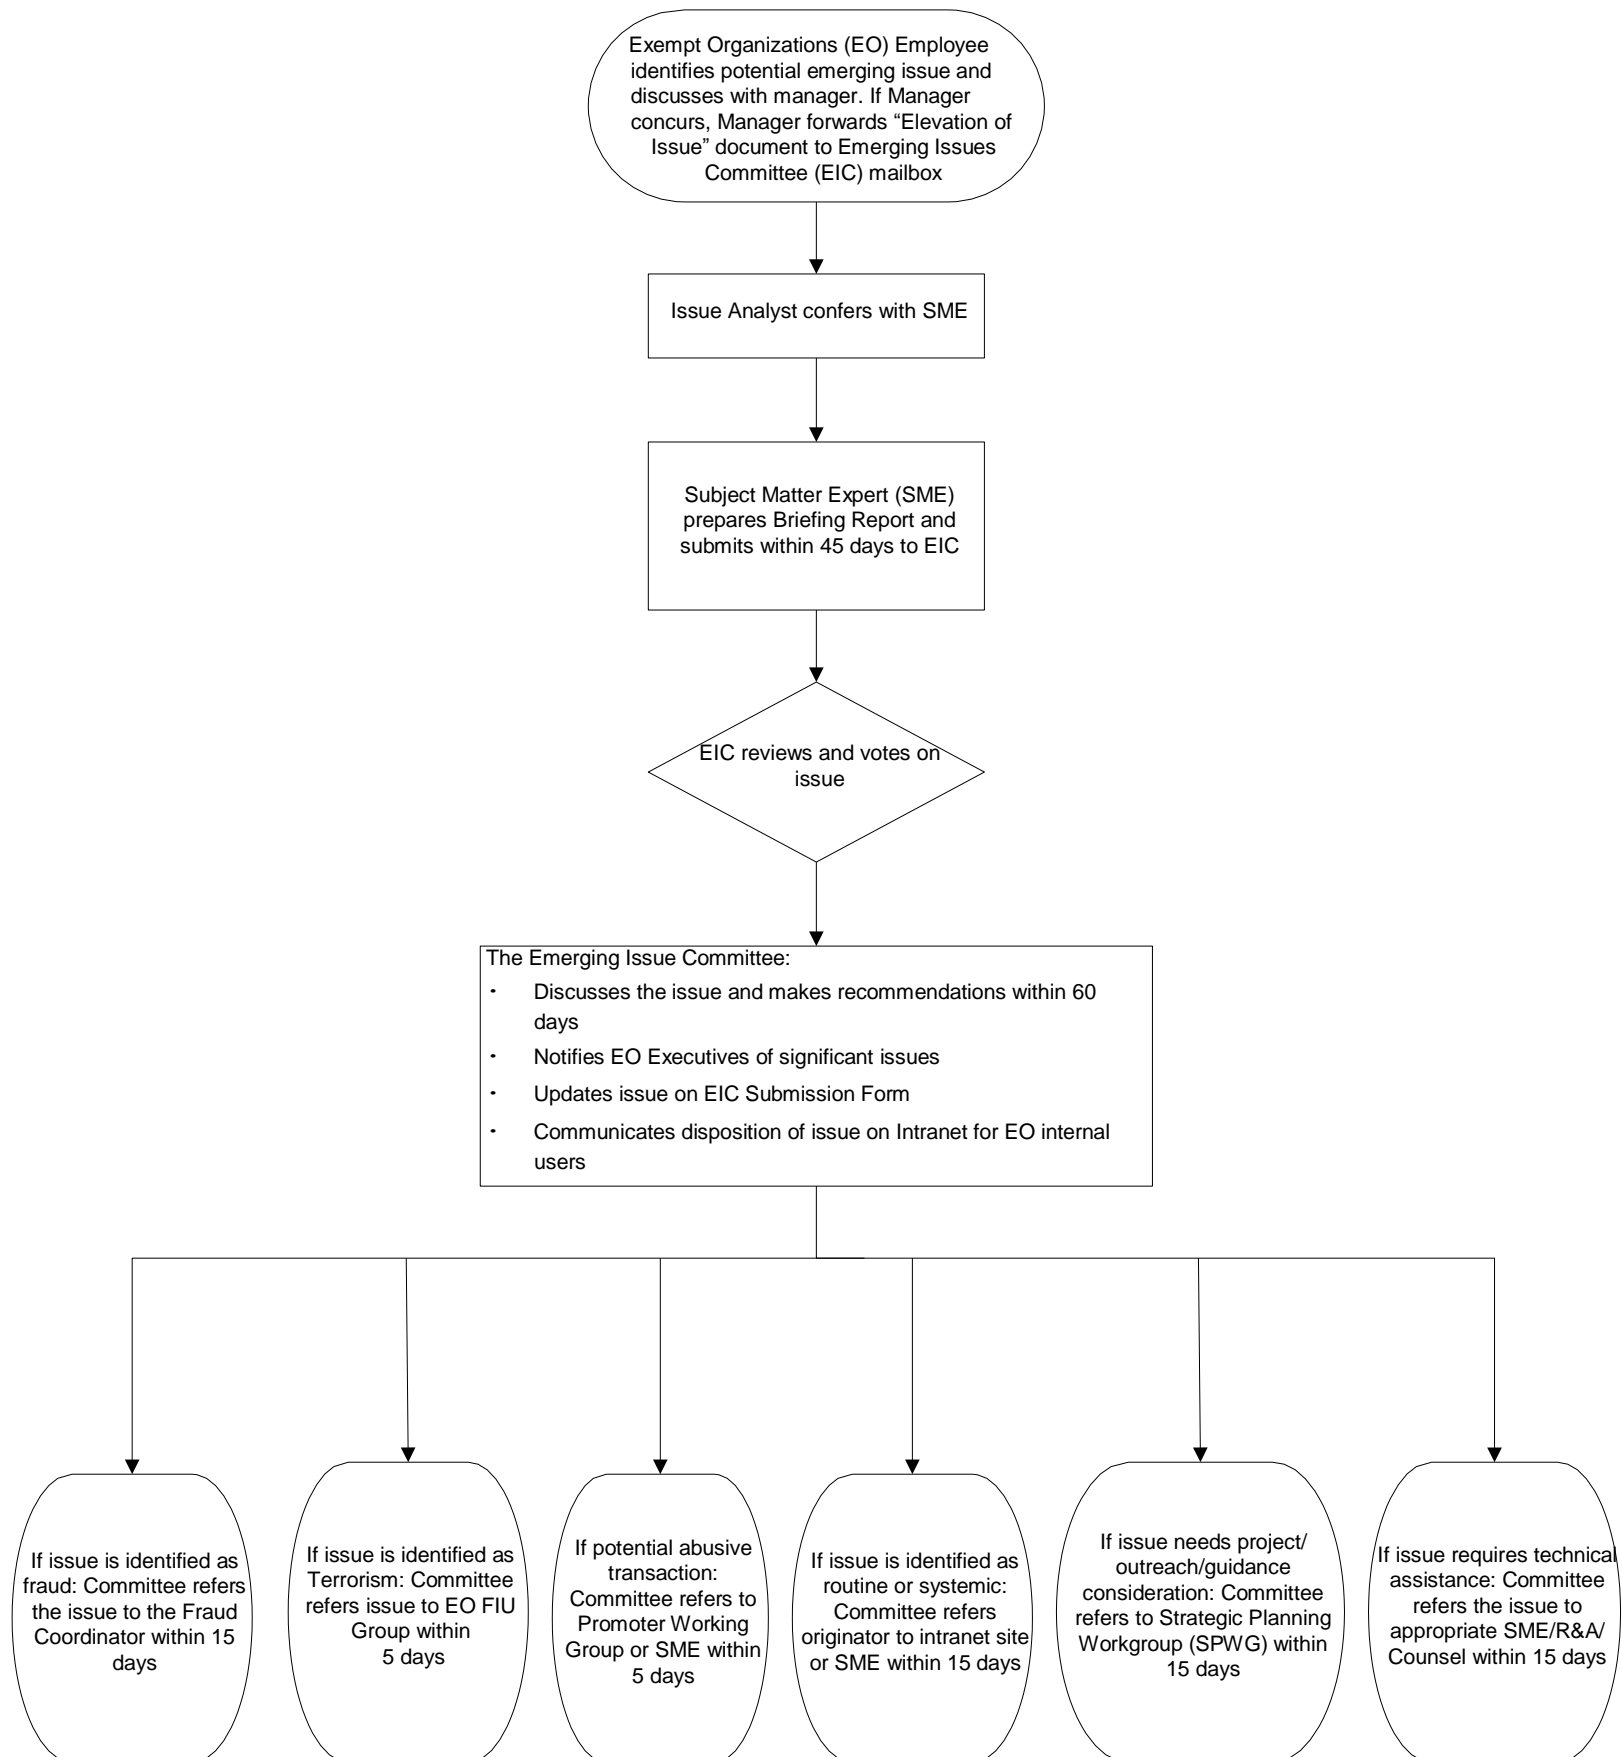 Exempt Organizations (EO) Employee
identifies potential emerging issue and
discusses with manager. If Manager
concurs, Manager forwards “Elevation of
Issue” document to Emerging Issues
Committee (EIC) mailbox
Issue Analyst confers with SME
Subject Matter Expert (SME)
prepares Briefing Report and
submits within 45 days to EIC
EIC reviews and votes on
issue
The Emerging Issue Committee:
• Discusses the issue and makes recommendations within 60
days
• Notifies EO Executives of significant issues
• Updates issue on EIC Submission Form
• Communicates disposition of issue on Intranet for EO internal
users
If issue is identified as
fraud: Committee refers
the issue to the Fraud
Coordinator within 15
days
If issue is identified as
Terrorism: Committee
refers issue to EO FIU
Group within
5 days
If potential abusive
transaction:
Committee refers to
Promoter Working
Group or SME within
5 days
If issue is identified as
routine or systemic:
Committee refers
originator to intranet site
or SME within 15 days
If issue needs project/
outreach/guidance
consideration: Committee
refers to Strategic Planning
Workgroup (SPWG) within
15 days
If issue requires technical
assistance: Committee
refers the issue to
appropriate SME/R&A/
Counsel within 15 days